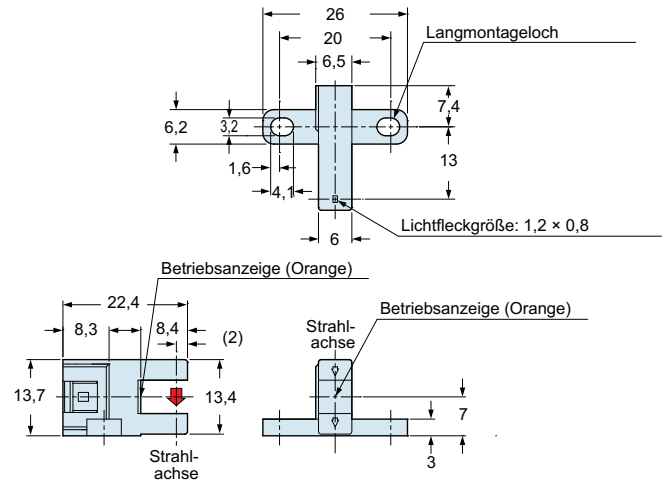 26
20
6,5
Langmontageloch
7,4
6,2
3,2
13
1,6
4,1
6
Lichtfleckgröße: 1,2 × 0,8
Betriebsanzeige (Orange)
22,4
8,3
8,4
(2)
13,7
13,4
Strahl-
achse
Betriebsanzeige (Orange)
Strahl-
achse
7
3